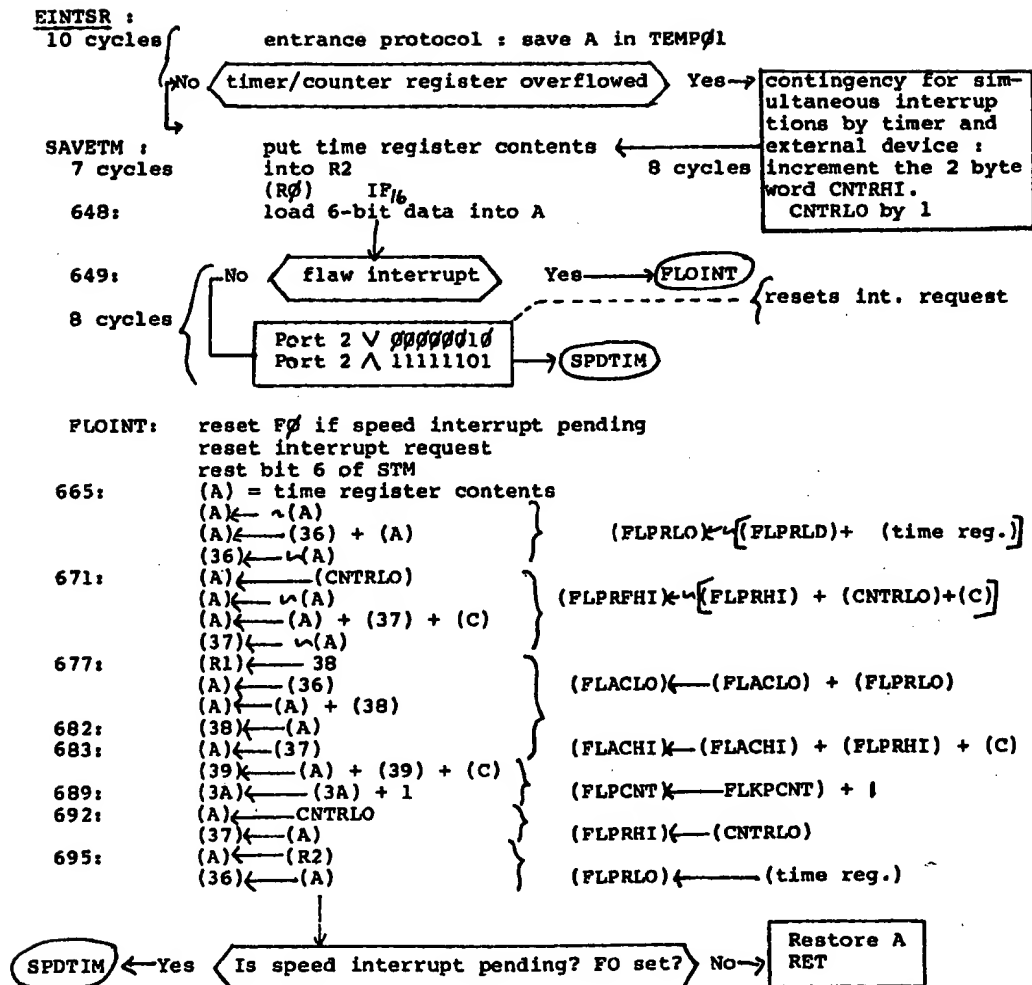 EINTSR :
10 cycles entrance protocol : save A in TEMPØ1
No timer/counter register overflowed Yes→ contingency for sim-
ultaneous interrup
tions by timer and
external device :
increment the 2 byte
word CNTRHI.
CNTRLO by 1
SAVETM : put time register contents ←
7 cycles into R2 8 cycles
(RØ) IF16
648: load 6-bit data into A
649: No flaw interrupt Yes→ FLOINT
8 cycles resets int. request
Port 2 V ØØØØØØ1Ø
Port 2 Λ 11111101 → SPDTIM
FLOINT: reset FØ if speed interrupt pending
reset interrupt request
rest bit 6 of STM
665: (A) = time register contents
(A)← ~(A)
(A)← (36) + (A) (FLPRLO)←~[(FLPRLD)+ (time reg.)]
(36)← ~(A)
671: (A)← (CNTRLO)
(A)← ~(A) (FLPRFHI)←~[(FLPRHI) + (CNTRLO)+(C)]
(A)← (A) + (37) + (C)
(37)← ~(A)
677: (R1)← 38
(A)← (36) (FLACLO)←(FLACLO) + (FLPRLO)
(A)← (A) + (38)
682: (38)← (A)
683: (A)← (37) (FLACHI)←(FLACHI) + (FLPRHI) + (C)
(39)← (A) + (39) + (C)
689: (3A)← (3A) + 1 (FLPCNT)← FLKPCNT) + 1
692: (A)← CNTRLO
(37)← (A) (FLPRHI)←(CNTRLO)
695: (A)← (R2)
(36)← (A) (FLPRLO)← (time reg.)
SPDTIM ←Yes Is speed interrupt pending? FO set? No→ Restore A
RET